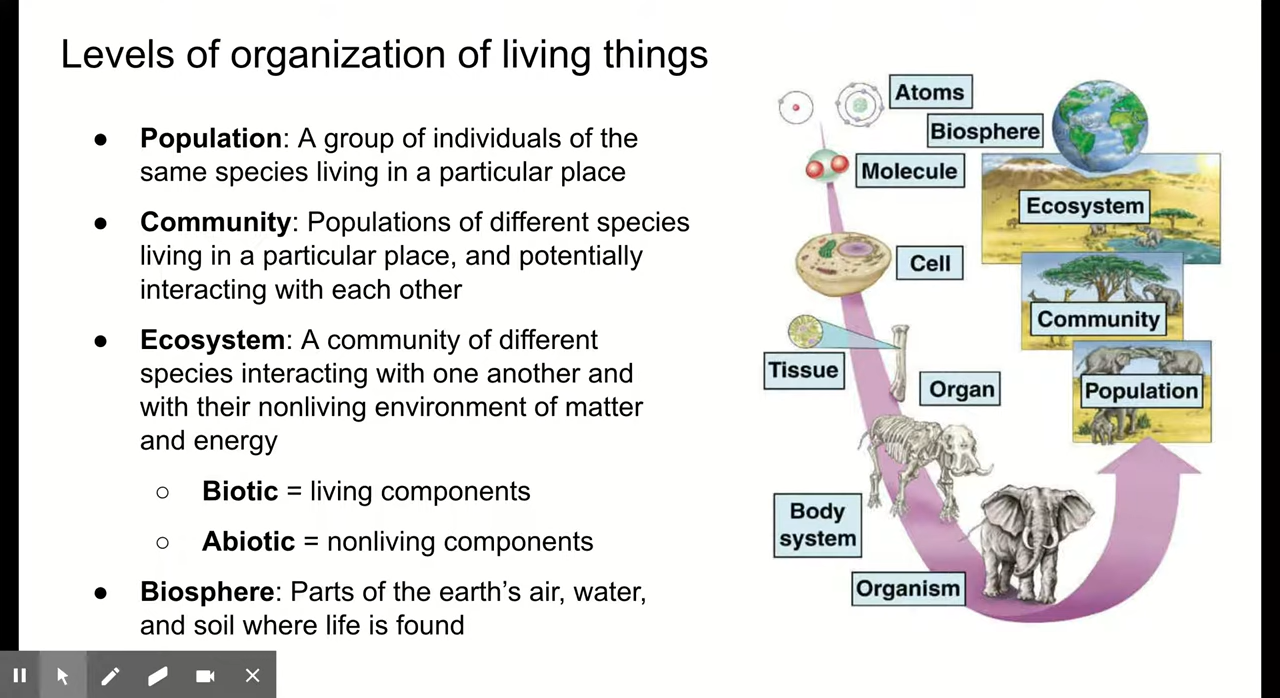 Levels of organization of living things
● Population: A group of individuals of the
same species living in a particular place
● Community: Populations of different species
living in a particular place, and potentially
interacting with each other
● Ecosystem: A community of different
species interacting with one another and
with their nonliving environment of matter
and energy
○ Biotic = living components
○ Abiotic = nonliving components
● Biosphere: Parts of the earth’s air, water,
and soil where life is found
Atoms
Biosphere
Molecule
Ecosystem
Cell
Community
Tissue
Organ
Population
Body
system
Organism